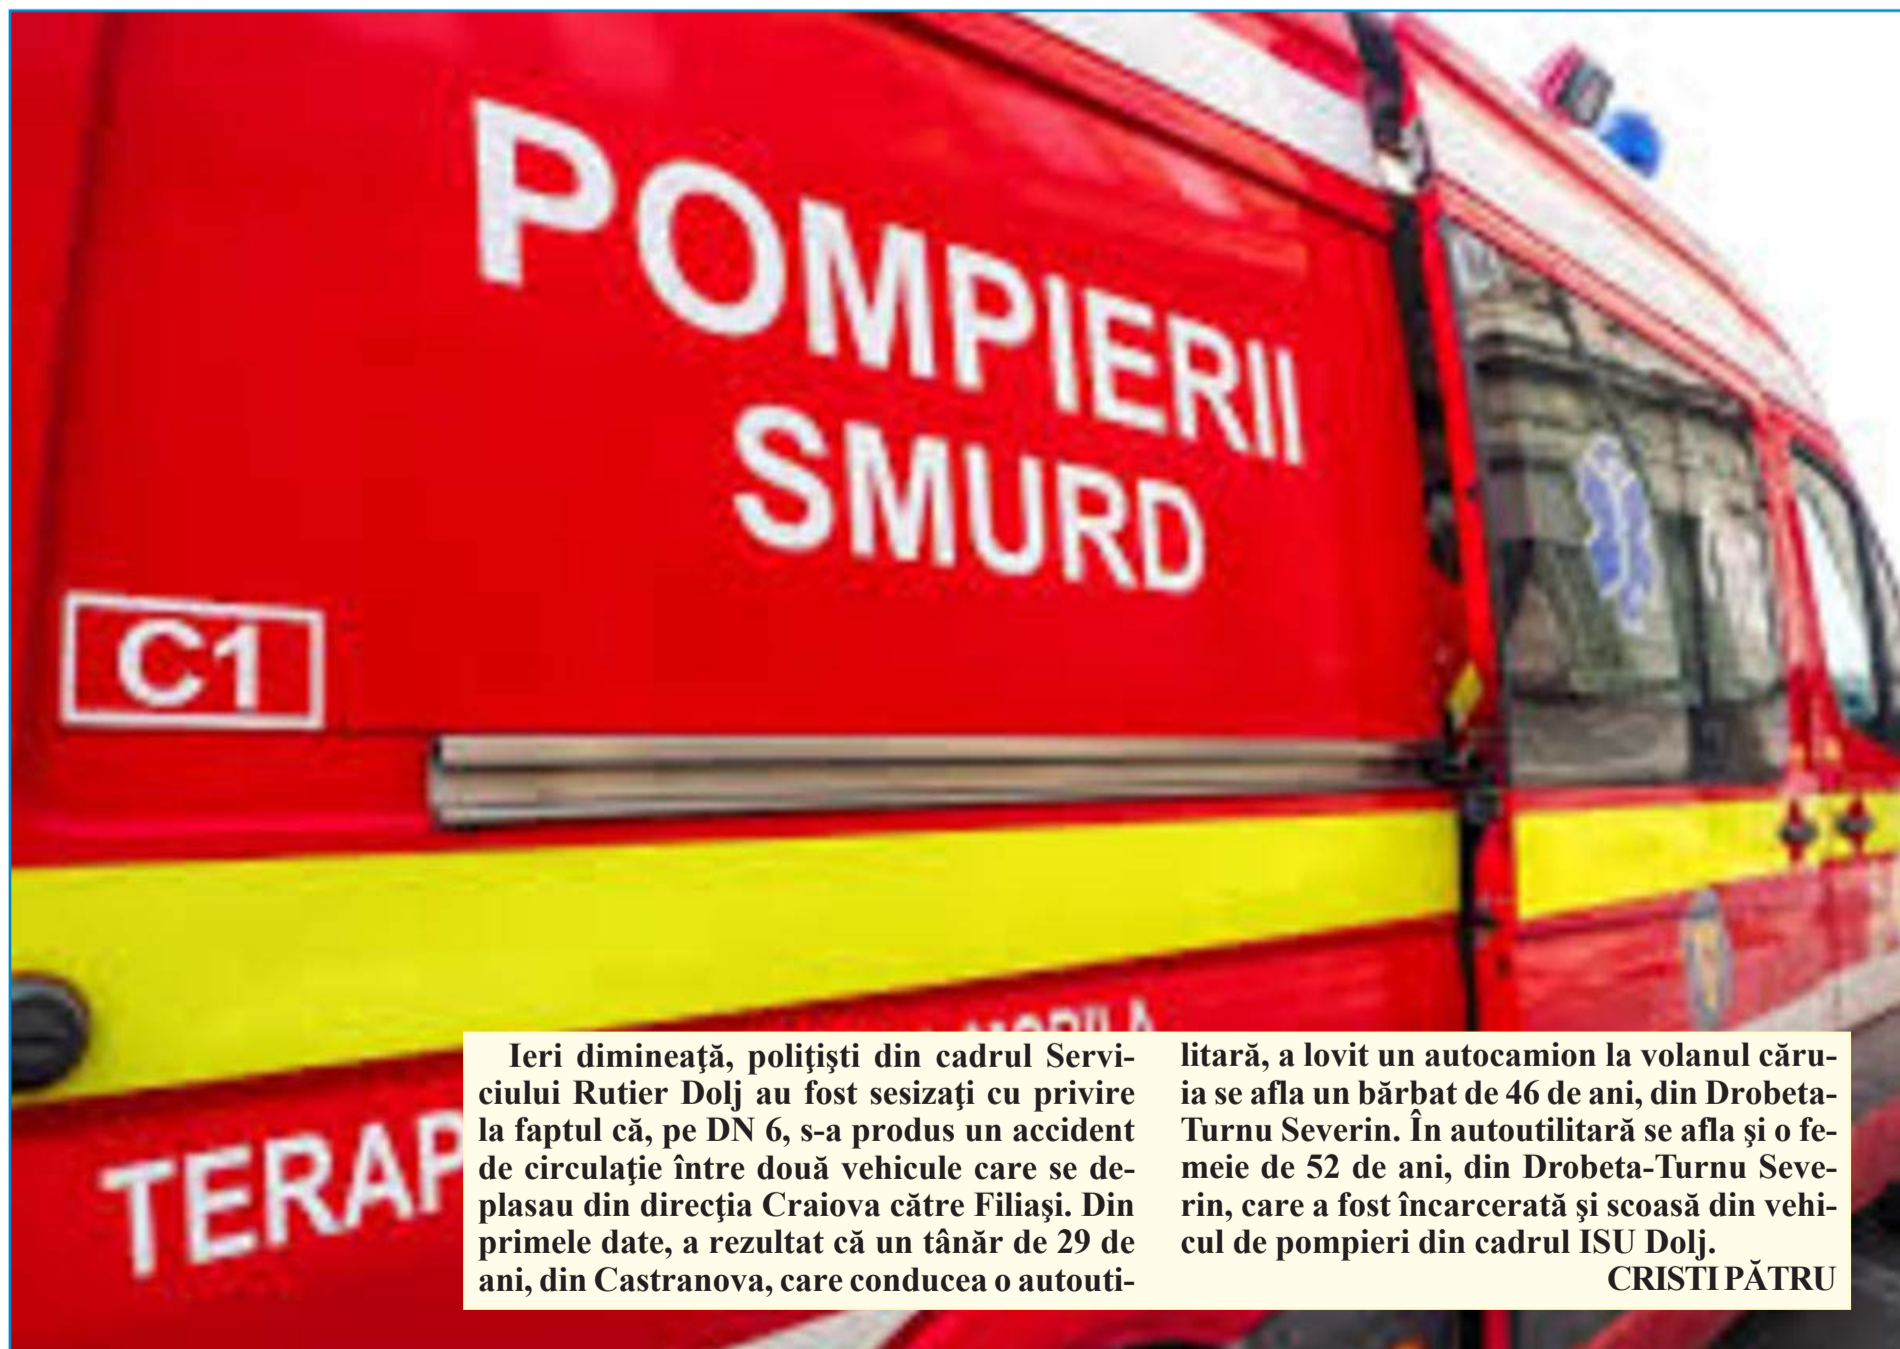 POMPIERII
SMURD
C1
Ieri dimineaţă, poliţişti din cadrul Servi-
ciului Rutier Dolj au fost sesizaţi cu privire
la faptul că, pe DN 6, s-a produs un accident
de circulaţie între două vehicule care se de-
plasau din direcţia Craiova către Filiaşi. Din
primele date, a rezultat că un tânăr de 29 de
ani, din Castranova, care conducea o autouti-
litară, a lovit un autocamion la volanul căru-
ia se afla un bărbat de 46 de ani, din Drobeta-
Turnu Severin. În autoutilitară se afla şi o fe-
meie de 52 de ani, din Drobeta-Turnu Seve-
rin, care a fost încarcerată şi scoasă din vehi-
cul de pompieri din cadrul ISU Dolj.
CRISTI PĂTRU